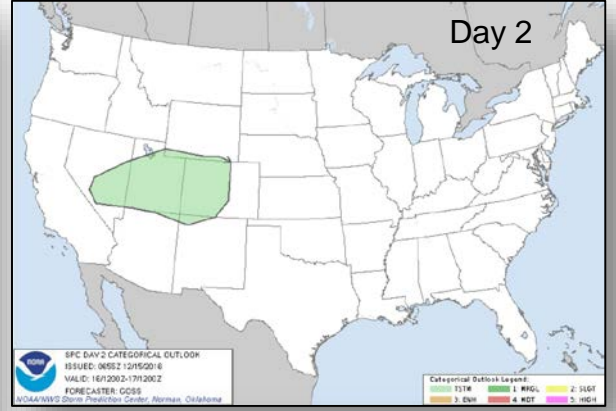 Day 2
SPC DAY 2 CATEGORICAL OUTLOOK
ISSUED: 0655Z 12/15/2016
VALID: 16/1200Z-17/1200Z
FORECASTER: GOSS
NOAA/NWS Storm Prediction Center, Norman, Oklahoma
NOAA
Categorical Outlook Legend:
TSTM 1: MRGL 2: SLGT
3: ENH 4: MDT 5: HIGH